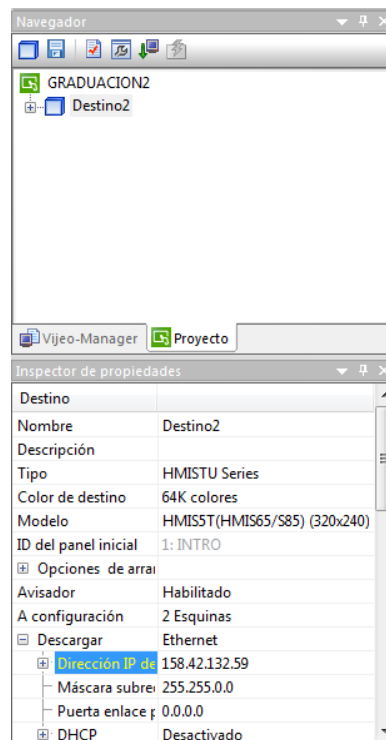 Navegador
GRADUACION2
Destino2
Vijeo-Manager Proyecto
Inspector de propiedades
Destino
Nombre Destino2
Descripción
Tipo HMISTU Series
Color de destino 64K colores
Modelo HMIS5T(HMIS65/S85) (320x240)
ID del panel inicial 1: INTRO
Opciones de arrai
Avisador Habilitado
A configuración 2 Esquinas
Descargar Ethernet
Dirección IP de 158.42.132.59
Máscara subre 255.255.0.0
Puerta enlace p 0.0.0.0
DHCP Desactivado